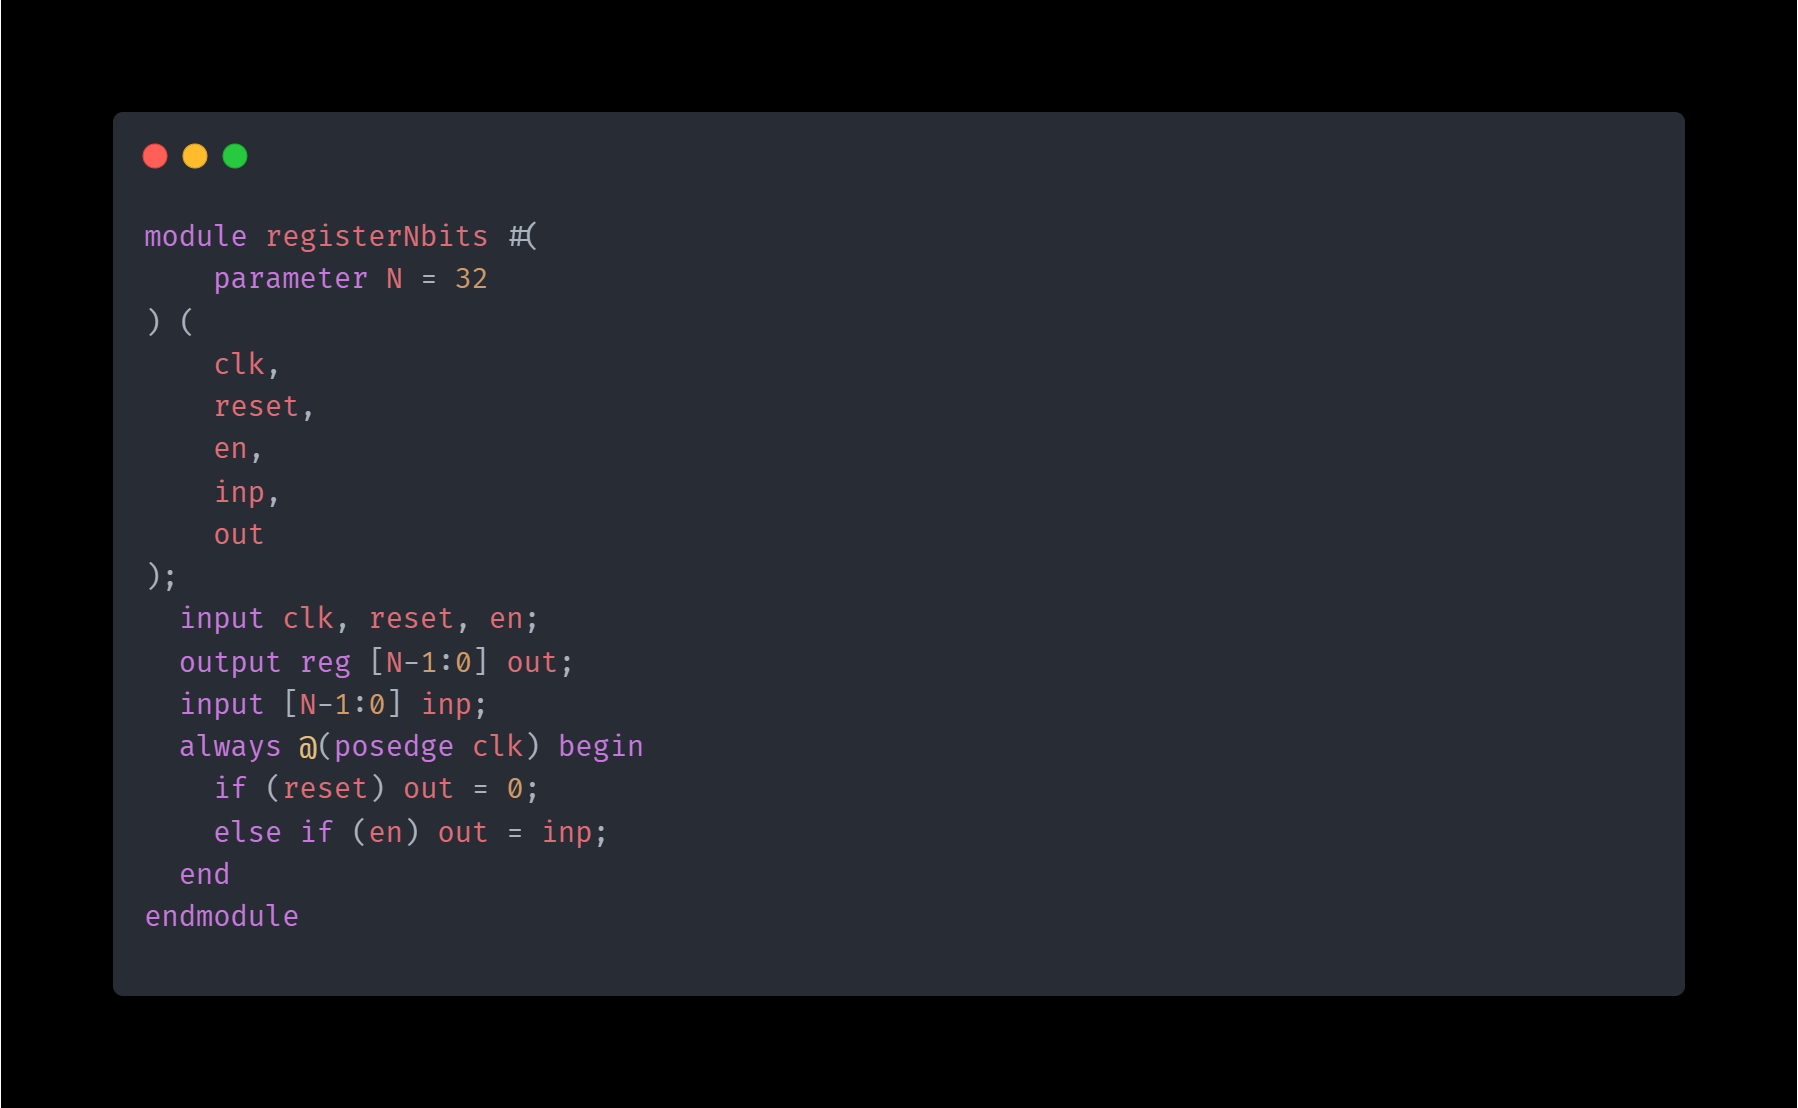 module registerNbits #(
    parameter N = 32
) (
    clk,
    reset,
    en,
    inp,
    out
);
  input clk, reset, en;
  output reg [N-1:0] out;
  input [N-1:0] inp;
  always @(posedge clk) begin
    if (reset) out = 0;
    else if (en) out = inp;
  end
endmodule